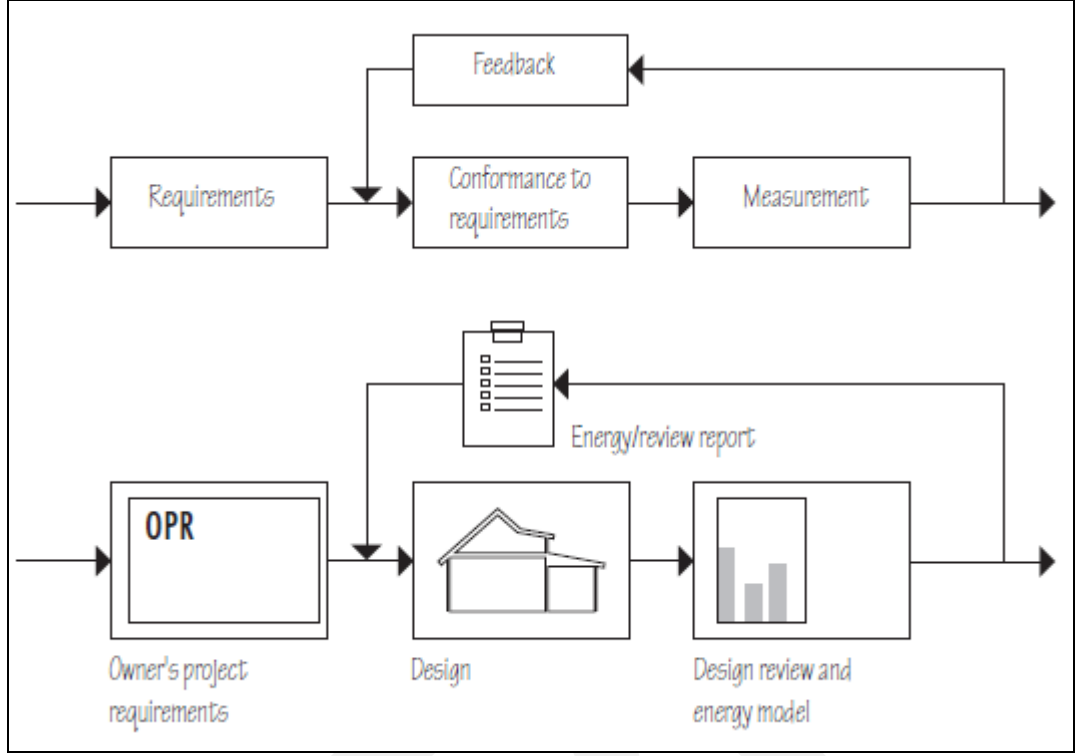 Feedback
Requirements
Conformance to
requirements
Measurement
Energy/review report
OPR
Owner's project
requirements
Design
Design review and
energy model